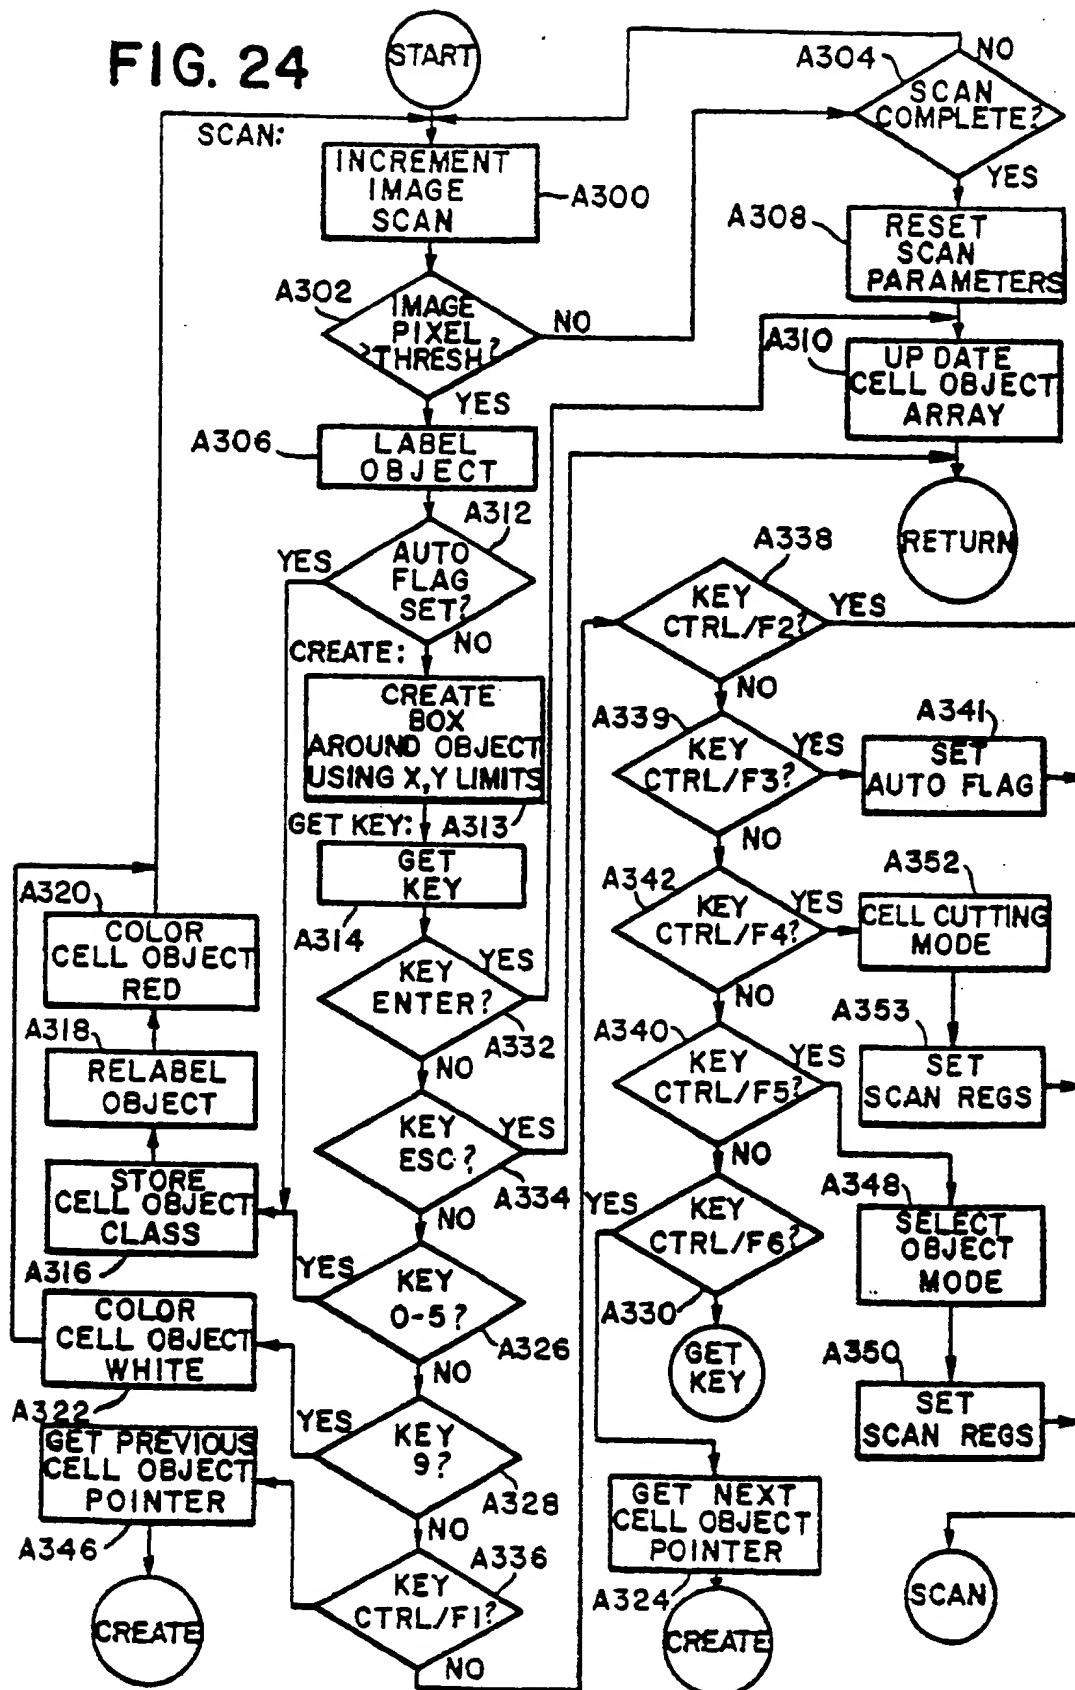 FIG. 24
START
SCAN:
INCREMENT
IMAGE
SCAN
A300
A302
IMAGE
PIXEL
>THRESH?
NO
YES
A304
SCAN
COMPLETE?
NO
YES
A308
RESET
SCAN
PARAMETERS
A310
UPDATE
CELL OBJECT
ARRAY
RETURN
A306
LABEL
OBJECT
A312
AUTO
FLAG
SET?
YES
NO
CREATE:
CREATE
BOX
AROUND OBJECT
USING X,Y LIMITS
GET KEY:
A313
GET
KEY
A314
KEY
ENTER?
YES
A332
NO
KEY
ESC?
YES
A334
NO
KEY
0-5?
YES
A326
NO
KEY
9?
YES
A328
NO
A336
KEY
CTRL/F1?
NO
A320
COLOR
CELL OBJECT
RED
A318
RELABEL
OBJECT
STORE
CELL OBJECT
CLASS
A316
COLOR
CELL OBJECT
WHITE
A322
GET PREVIOUS
CELL OBJECT
POINTER
A346
CREATE
A338
KEY
CTRL/F2?
YES
NO
A339
KEY
CTRL/F3?
YES
NO
A341
SET
AUTO FLAG
A342
KEY
CTRL/F4?
YES
NO
A352
CELL CUTTING
MODE
A353
SET
SCAN REGS
A340
KEY
CTRL/F5?
YES
NO
A348
SELECT
OBJECT
MODE
A350
SET
SCAN REGS
SCAN
YES
KEY
CTRL/F6?
A330
GET
KEY
GET NEXT
CELL OBJECT
POINTER
A324
CREATE